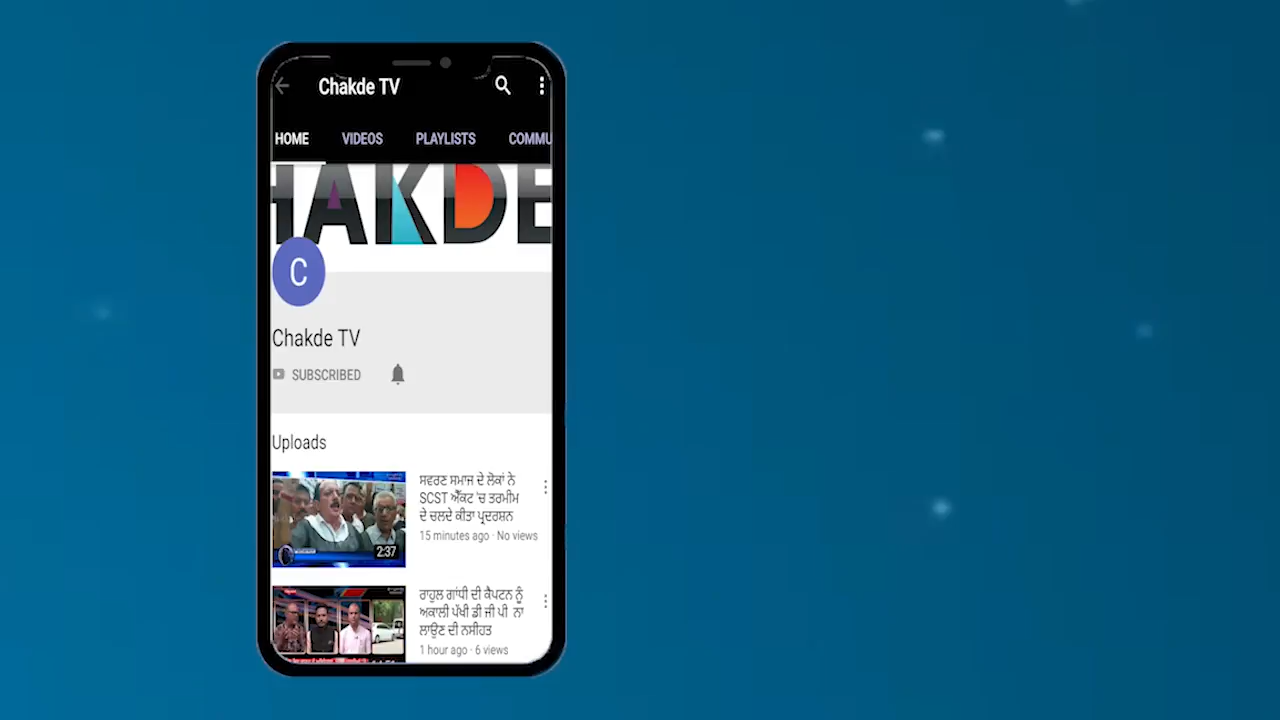 Chakde TV
HOME VIDEOS PLAYLISTS COMMU
HAKDE
C
Chakde TV
SUBSCRIBED
Uploads
ਸਵਰਣ ਸਮਾਜ ਦੇ ਲੋਕਾਂ ਨੇ
SCST ਐੱਕਟ 'ਚ ਤਰਮੀਮ
ਦੇ ਚਲਦੇ ਕੀਤਾ ਪ੍ਰਦਰਸ਼ਨ
15 minutes ago · No views
2:37
ਰਾਹੁਲ ਗਾਂਧੀ ਦੀ ਕੈਪਟਨ ਨੂੰ
ਅਕਾਲੀ ਪੱਖੀ ਡੀ ਜੀ ਪੀ ਨਾ
ਲਾਉਣ ਦੀ ਨਸੀਹਤ
1 hour ago · 6 views